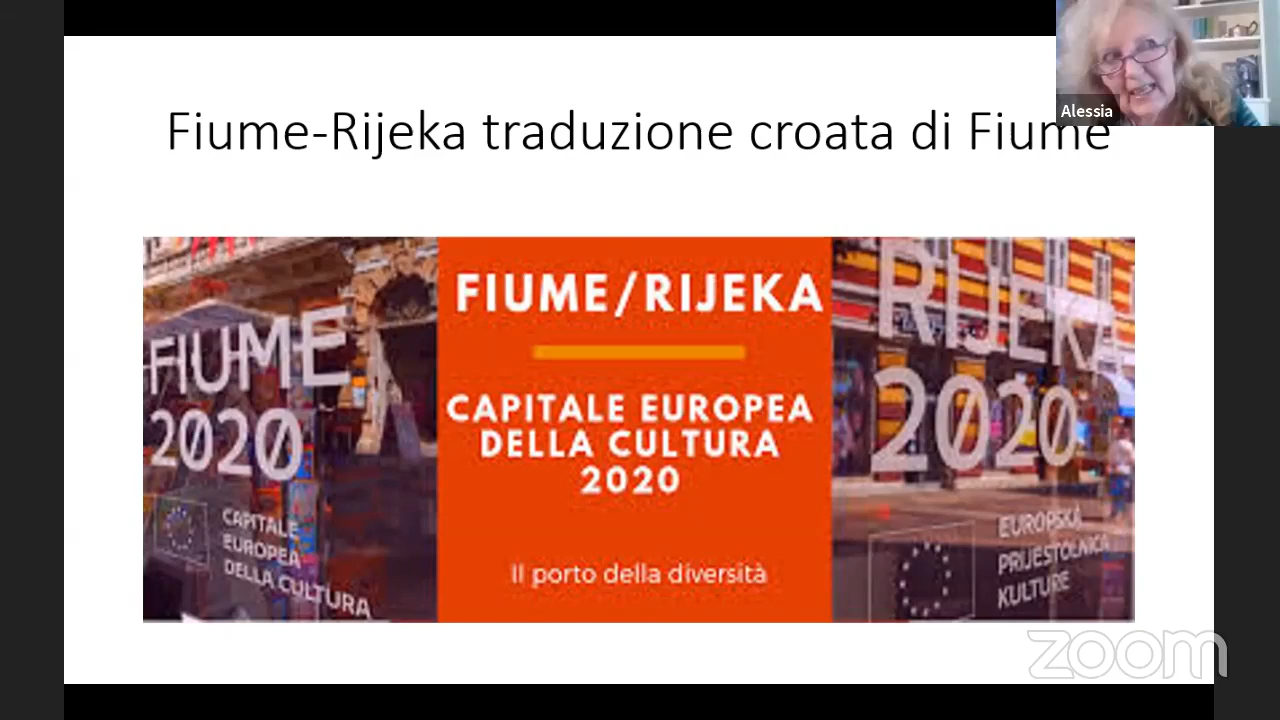 Fiume-Rijeka traduzione croata di Fiume
Alessia
FIUME
2020
CAPITALE
EUROPEA
DELLA CULTURA
FIUME/RIJEKA
CAPITALE EUROPEA
DELLA CULTURA
2020
Il porto della diversità
RIJEKA
2020
EUROPSKA
PRIJESTOLNICA
KULTURE
zoom